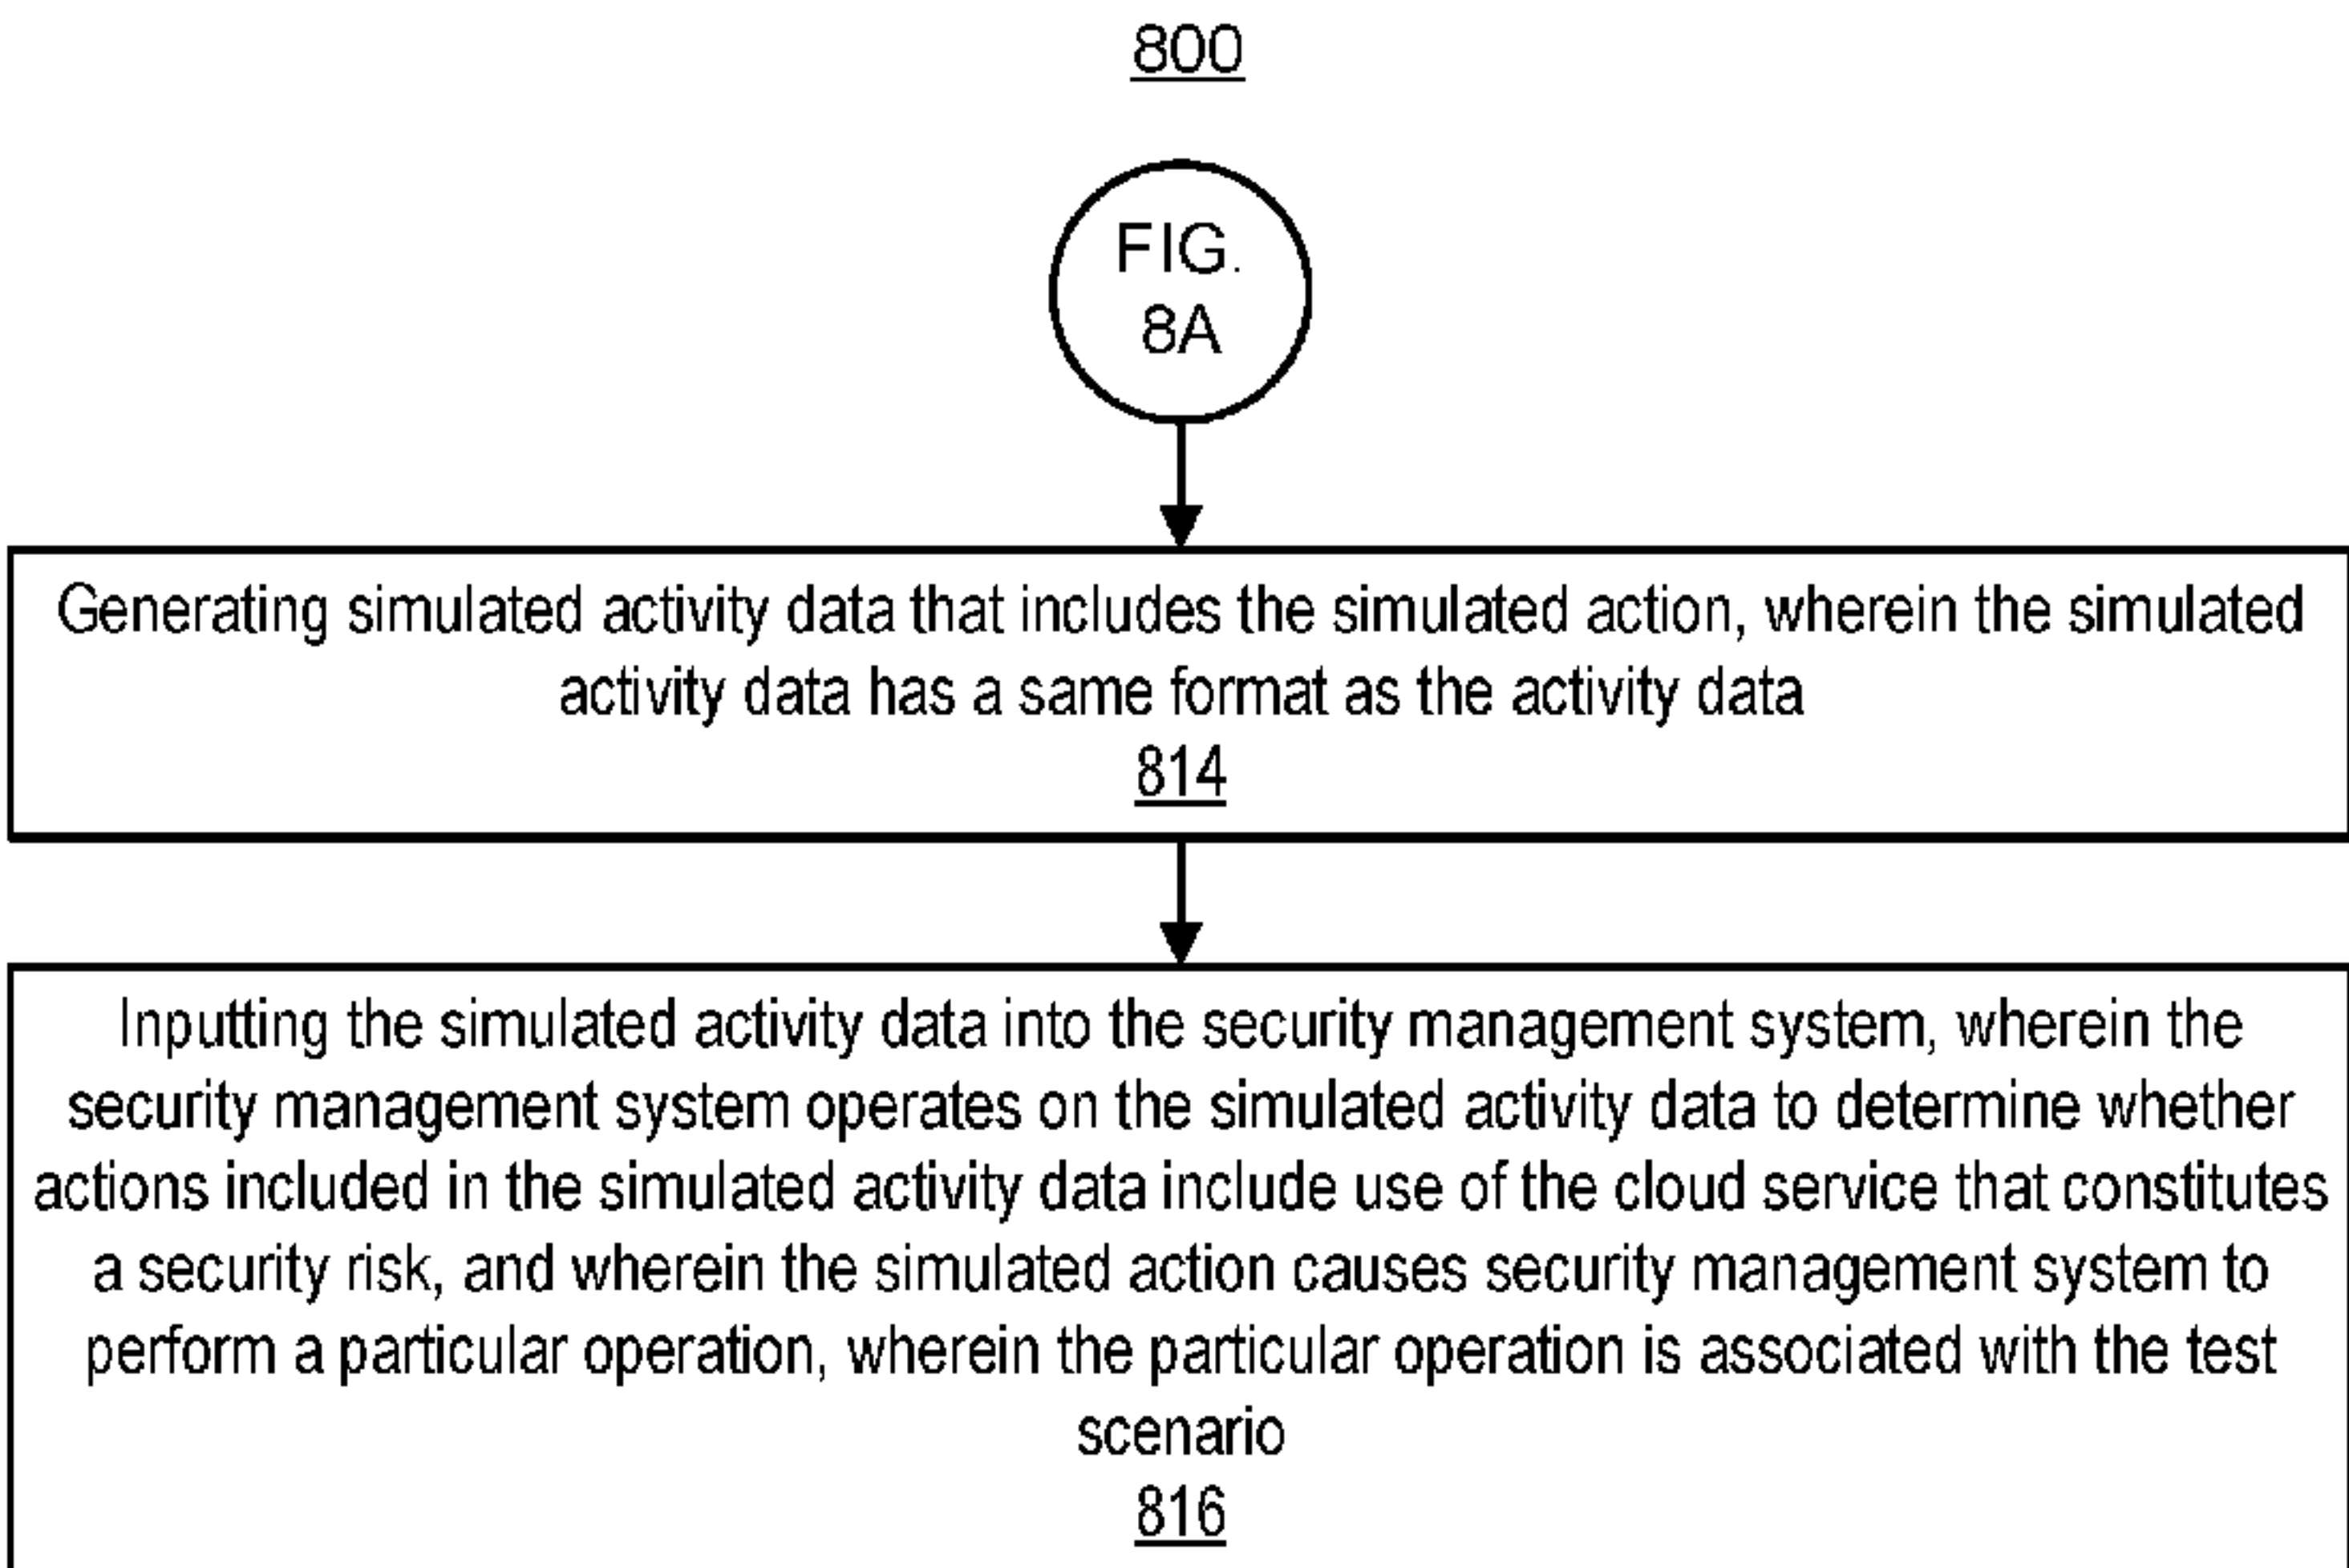 800
FIG.
8A
Generating simulated activity data that includes the simulated action, wherein the simulated
activity data has a same format as the activity data
814
Inputting the simulated activity data into the security management system, wherein the
security management system operates on the simulated activity data to determine whether
actions included in the simulated activity data include use of the cloud service that constitutes
a security risk, and wherein the simulated action causes security management system to
perform a particular operation, wherein the particular operation is associated with the test
scenario
816